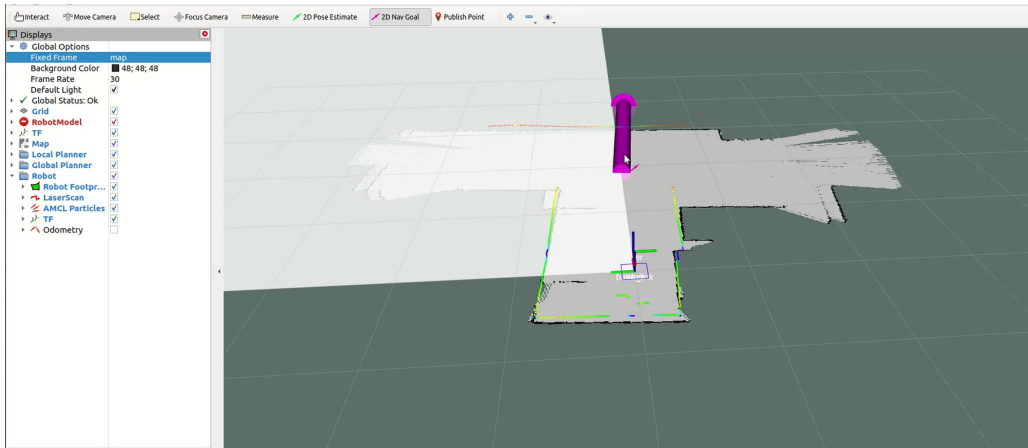 Interact Move Camera Select Focus Camera Measure 2D Pose Estimate 2D Nav Goal Publish Point
Displays
Global Options
Fixed Frame map
Background Color 48; 48; 48
Frame Rate 30
Default Light
Global Status: Ok
Grid
RobotModel
TF
Map
Local Planner
Global Planner
Robot
Robot Footpr...
LaserScan
AMCL Particles
TF
Odometry